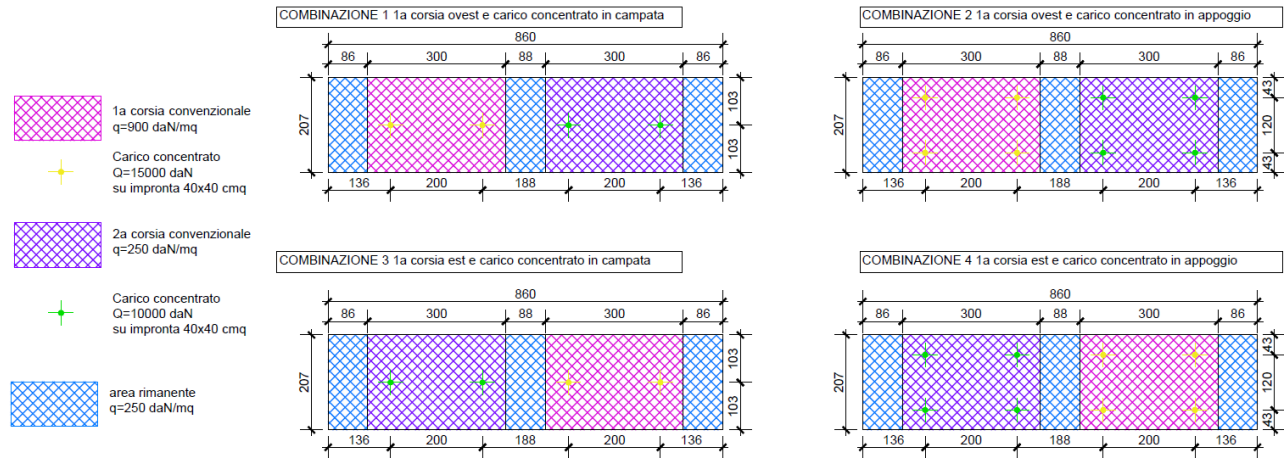 COMBINAZIONE 1 1a corsia ovest e carico concentrato in campata
860
86 300 88 300 86
207
103
103
136 200 188 200 136
COMBINAZIONE 2 1a corsia ovest e carico concentrato in appoggio
860
86 300 88 300 86
207
43
120
43
136 200 188 200 136
1a corsia convenzionale
q=900 daN/mq
Carico concentrato
Q=15000 daN
su impronta 40x40 cmq
2a corsia convenzionale
q=250 daN/mq
Carico concentrato
Q=10000 daN
su impronta 40x40 cmq
area rimanente
q=250 daN/mq
COMBINAZIONE 3 1a corsia est e carico concentrato in campata
860
86 300 88 300 86
207
103
103
136 200 188 200 136
COMBINAZIONE 4 1a corsia est e carico concentrato in appoggio
860
86 300 88 300 86
207
43
120
43
136 200 188 200 136